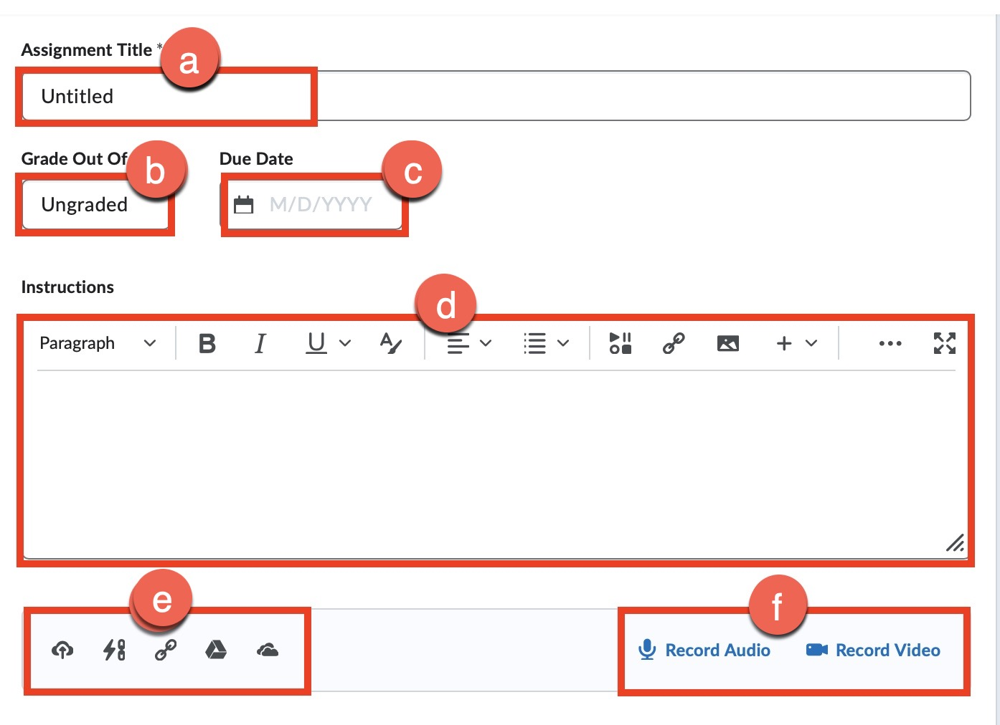 Assignment Title *
a
Untitled
Grade Out Of
b
Due Date
c
Ungraded
M/D/YYYY
Instructions
d
Paragraph B I U A
e
f
Record Audio Record Video